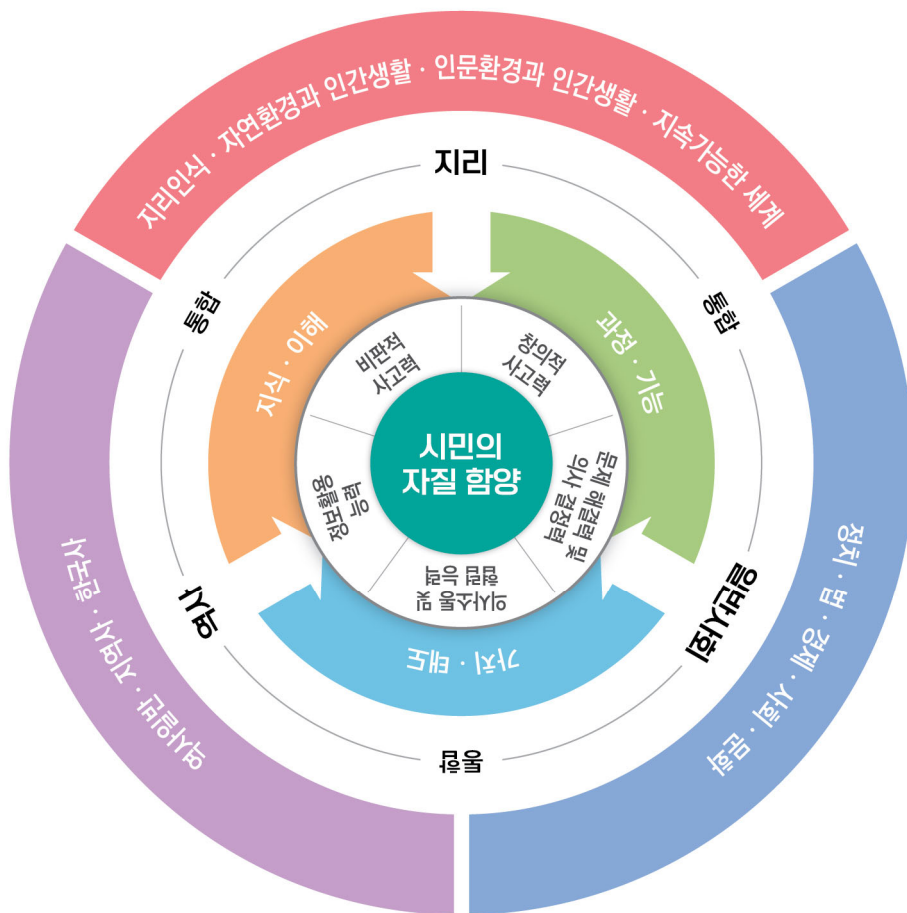 지리인식 · 자연환경과 인간생활 · 인문환경과 인간생활 · 지속가능한 세계
지리
통합
통합
지식 · 이해
과정 · 기능
비판적
사고력
창의적
사고력
시민의
자질 함양
정보활용
능력
문제 해결력 및
의사 결정력
의사소통 및
협력 능력
역사
일반사회
가치 · 태도
통합
역사일반 · 지역사 · 한국사
정치 · 법 · 경제 · 사회 · 문화